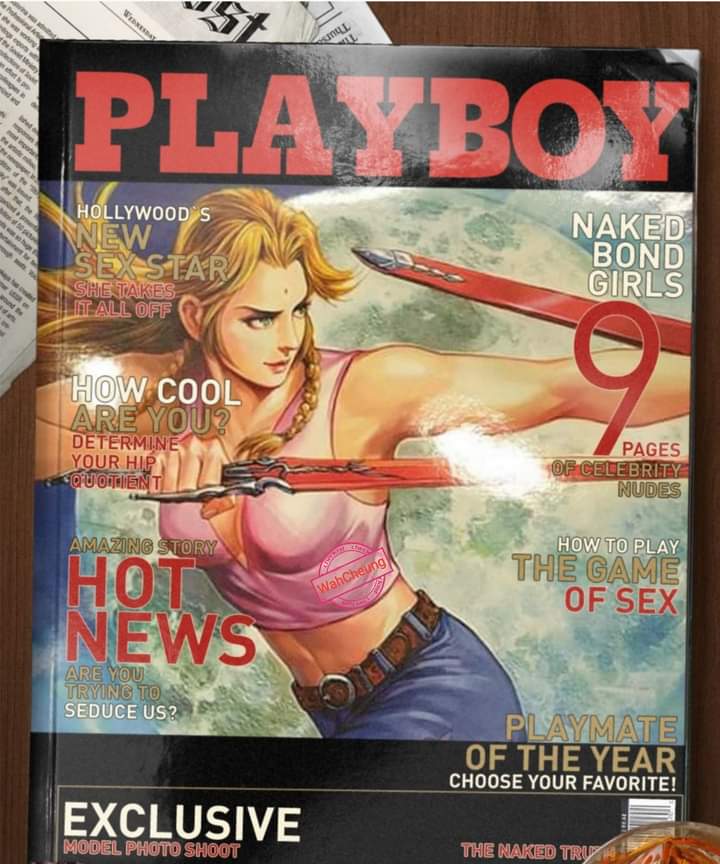 WEDNESDAY
PLAYBOY
HOLLYWOOD'S
NEW
SEX STAR
SHE TAKES
IT ALL OFF
NAKED
BOND
GIRLS
9
PAGES
OF CELEBRITY
NUDES
HOW COOL
ARE YOU?
DETERMINE
YOUR HIP
QUOTIENT
AMAZING STORY
HOT
NEWS
ARE YOU
TRYING TO
SEDUCE US?
WahCheung
HOW TO PLAY
THE GAME
OF SEX
PLAYMATE
OF THE YEAR
CHOOSE YOUR FAVORITE!
EXCLUSIVE
MODEL PHOTO SHOOT
THE NAKED TRUTH